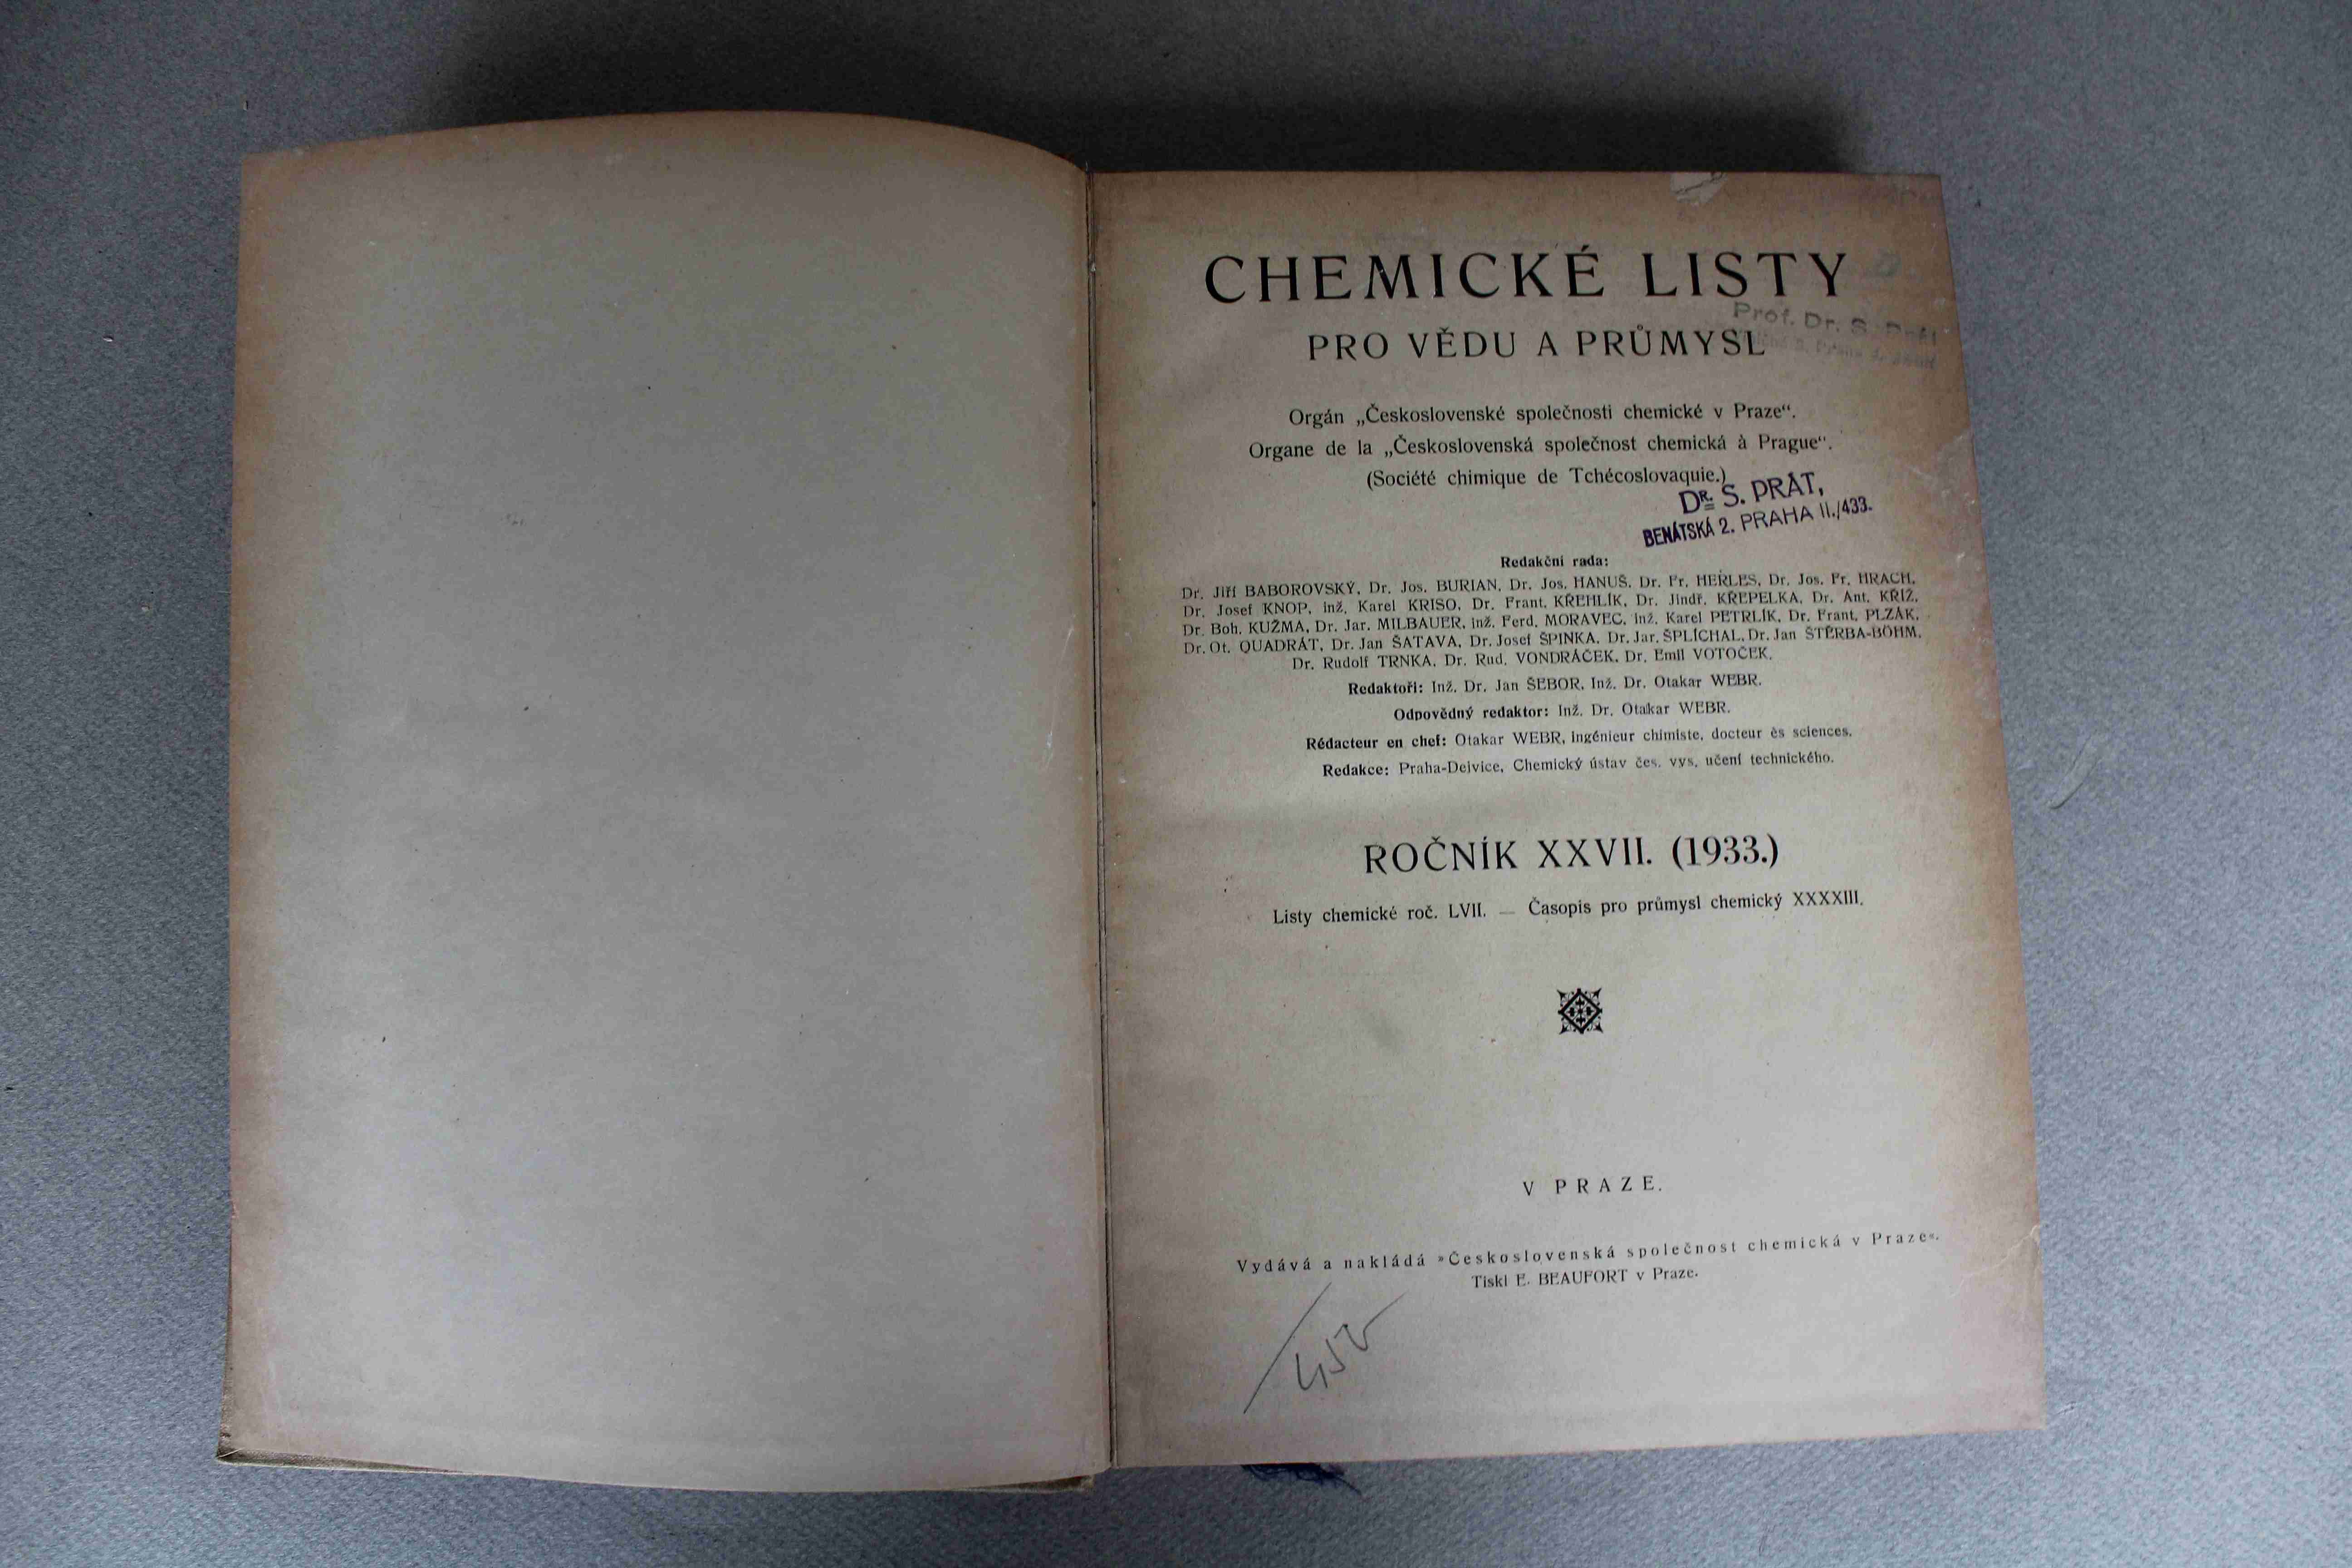 CHEMICKÉ LISTY
Prof. Dr. S.
PRO VĚDU A PRŮMYSL
Orgán „Československé společnosti chemické v Praze“.
Organe de la „Československá společnost chemická à Prague“.
(Société chimique de Tchécoslovaquie.)
DR. S. PRÁT,
BENÁTSKÁ 2. PRAHA II./433.
Redakční rada:
Dr. Jiří BABOROVSKÝ, Dr. Jos. BURIAN, Dr. Jos. HANUŠ, Dr. Fr. HERLES, Dr. Jos. Fr. HRACH,
Dr. Josef KNOP, inž. Karel KRISO, Dr. Frant. KŘEHLÍK, Dr. Jindř. KŘEPELKA, Dr. Ant. KŘÍŽ,
Dr. Boh. KUŽMA, Dr. Jar. MILBAUER, inž. Ferd. MORAVEC, inž. Karel PETRLÍK, Dr. Frant. PLZÁK,
Dr. Ot. QUADRÁT, Dr. Jan ŠATAVA, Dr. Josef ŠPINKA, Dr. Jar. ŠPLÍCHAL, Dr. Jan ŠTĚRBA-BÖHM,
Dr. Rudolf TRNKA, Dr. Rud. VONDRÁČEK, Dr. Emil VOTOČEK.
Redaktoři: Inž. Dr. Jan ŠEBOR, Inž. Dr. Otakar WEBR.
Odpovědný redaktor: Inž. Dr. Otakar WEBR.
Rédacteur en chef: Otakar WEBR, ingénieur chimiste, docteur ès sciences.
Redakce: Praha-Dejvice, Chemický ústav čes. vys. učení technického.
ROČNÍK XXVII. (1933.)
Listy chemické roč. LVII. — Časopis pro průmysl chemický XXXXIII.
V PRAZE.
Vydává a nakládá »Československá společnost chemická v Praze«.
Tiskl E. BEAUFORT v Praze.